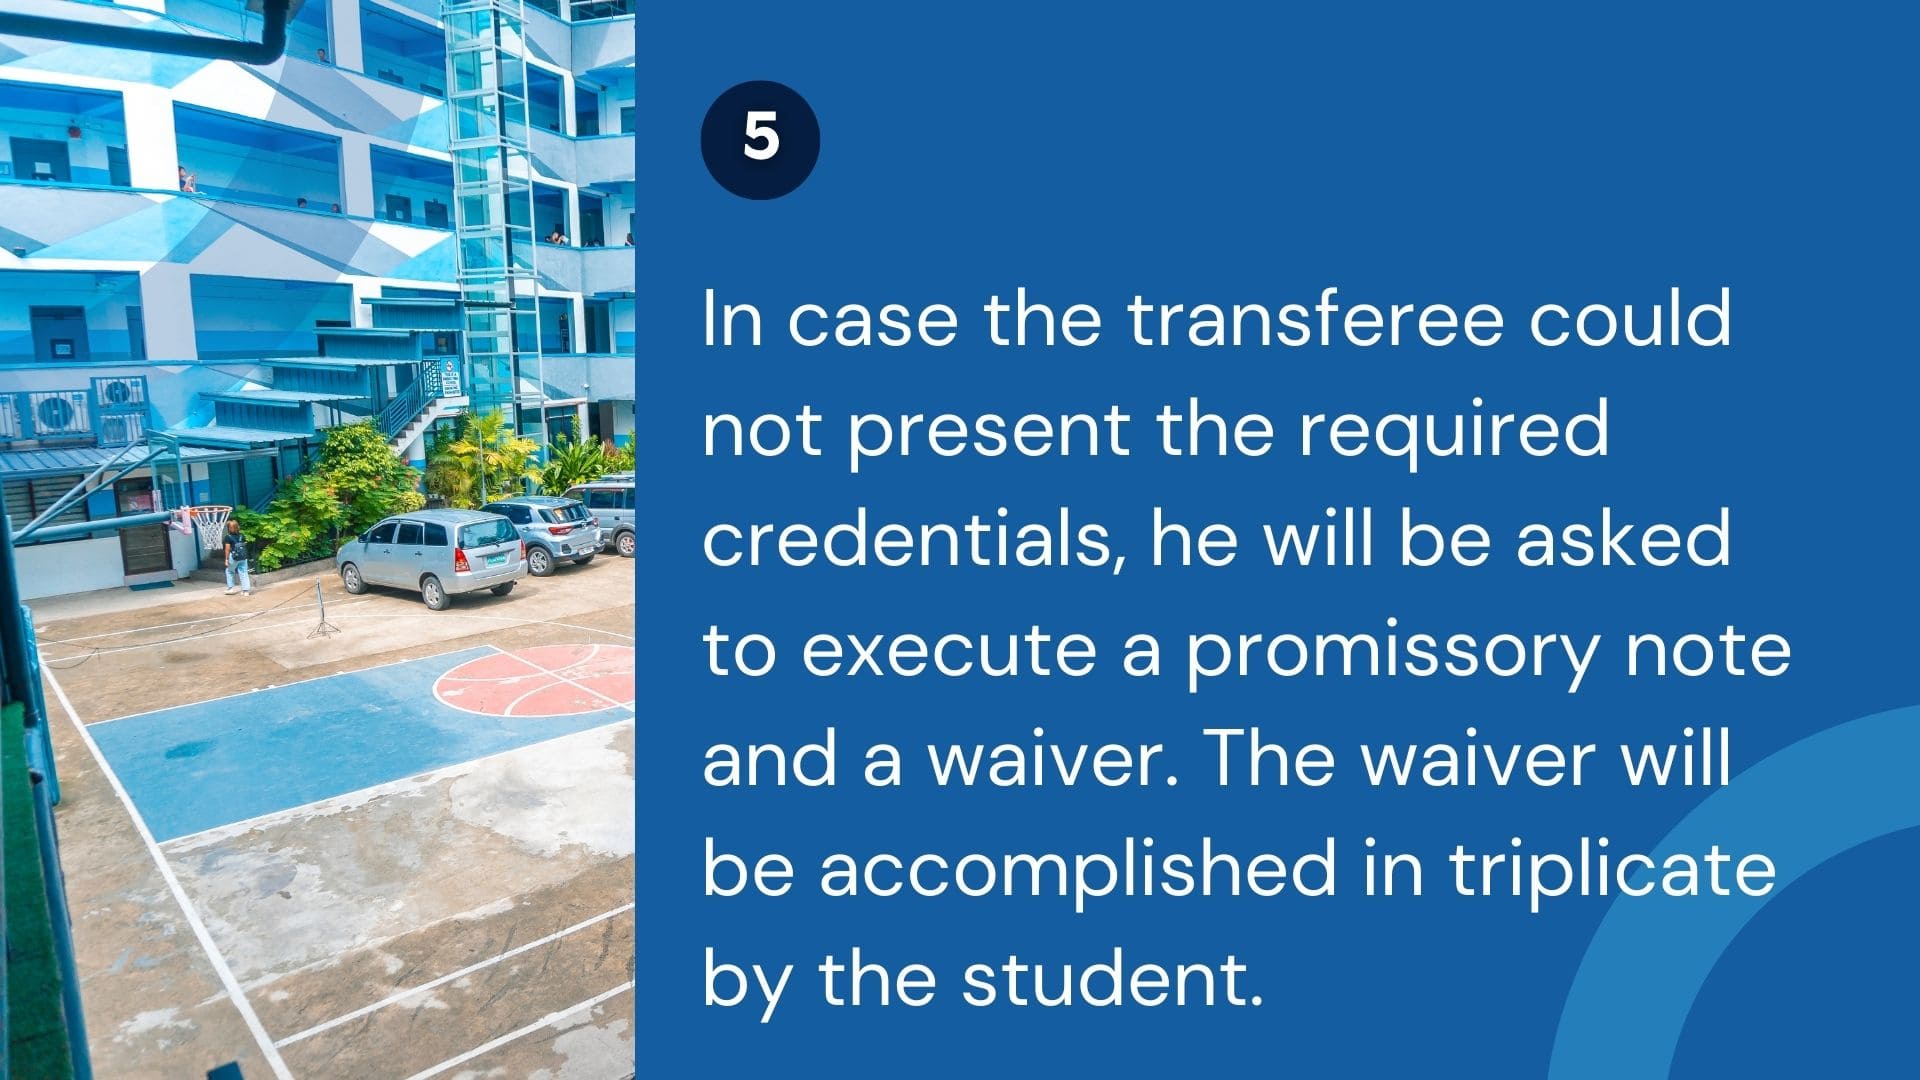 5
In case the transferee could
not present the required
credentials, he will be asked
to execute a promissory note
and a waiver. The waiver will
be accomplished in triplicate
by the student.